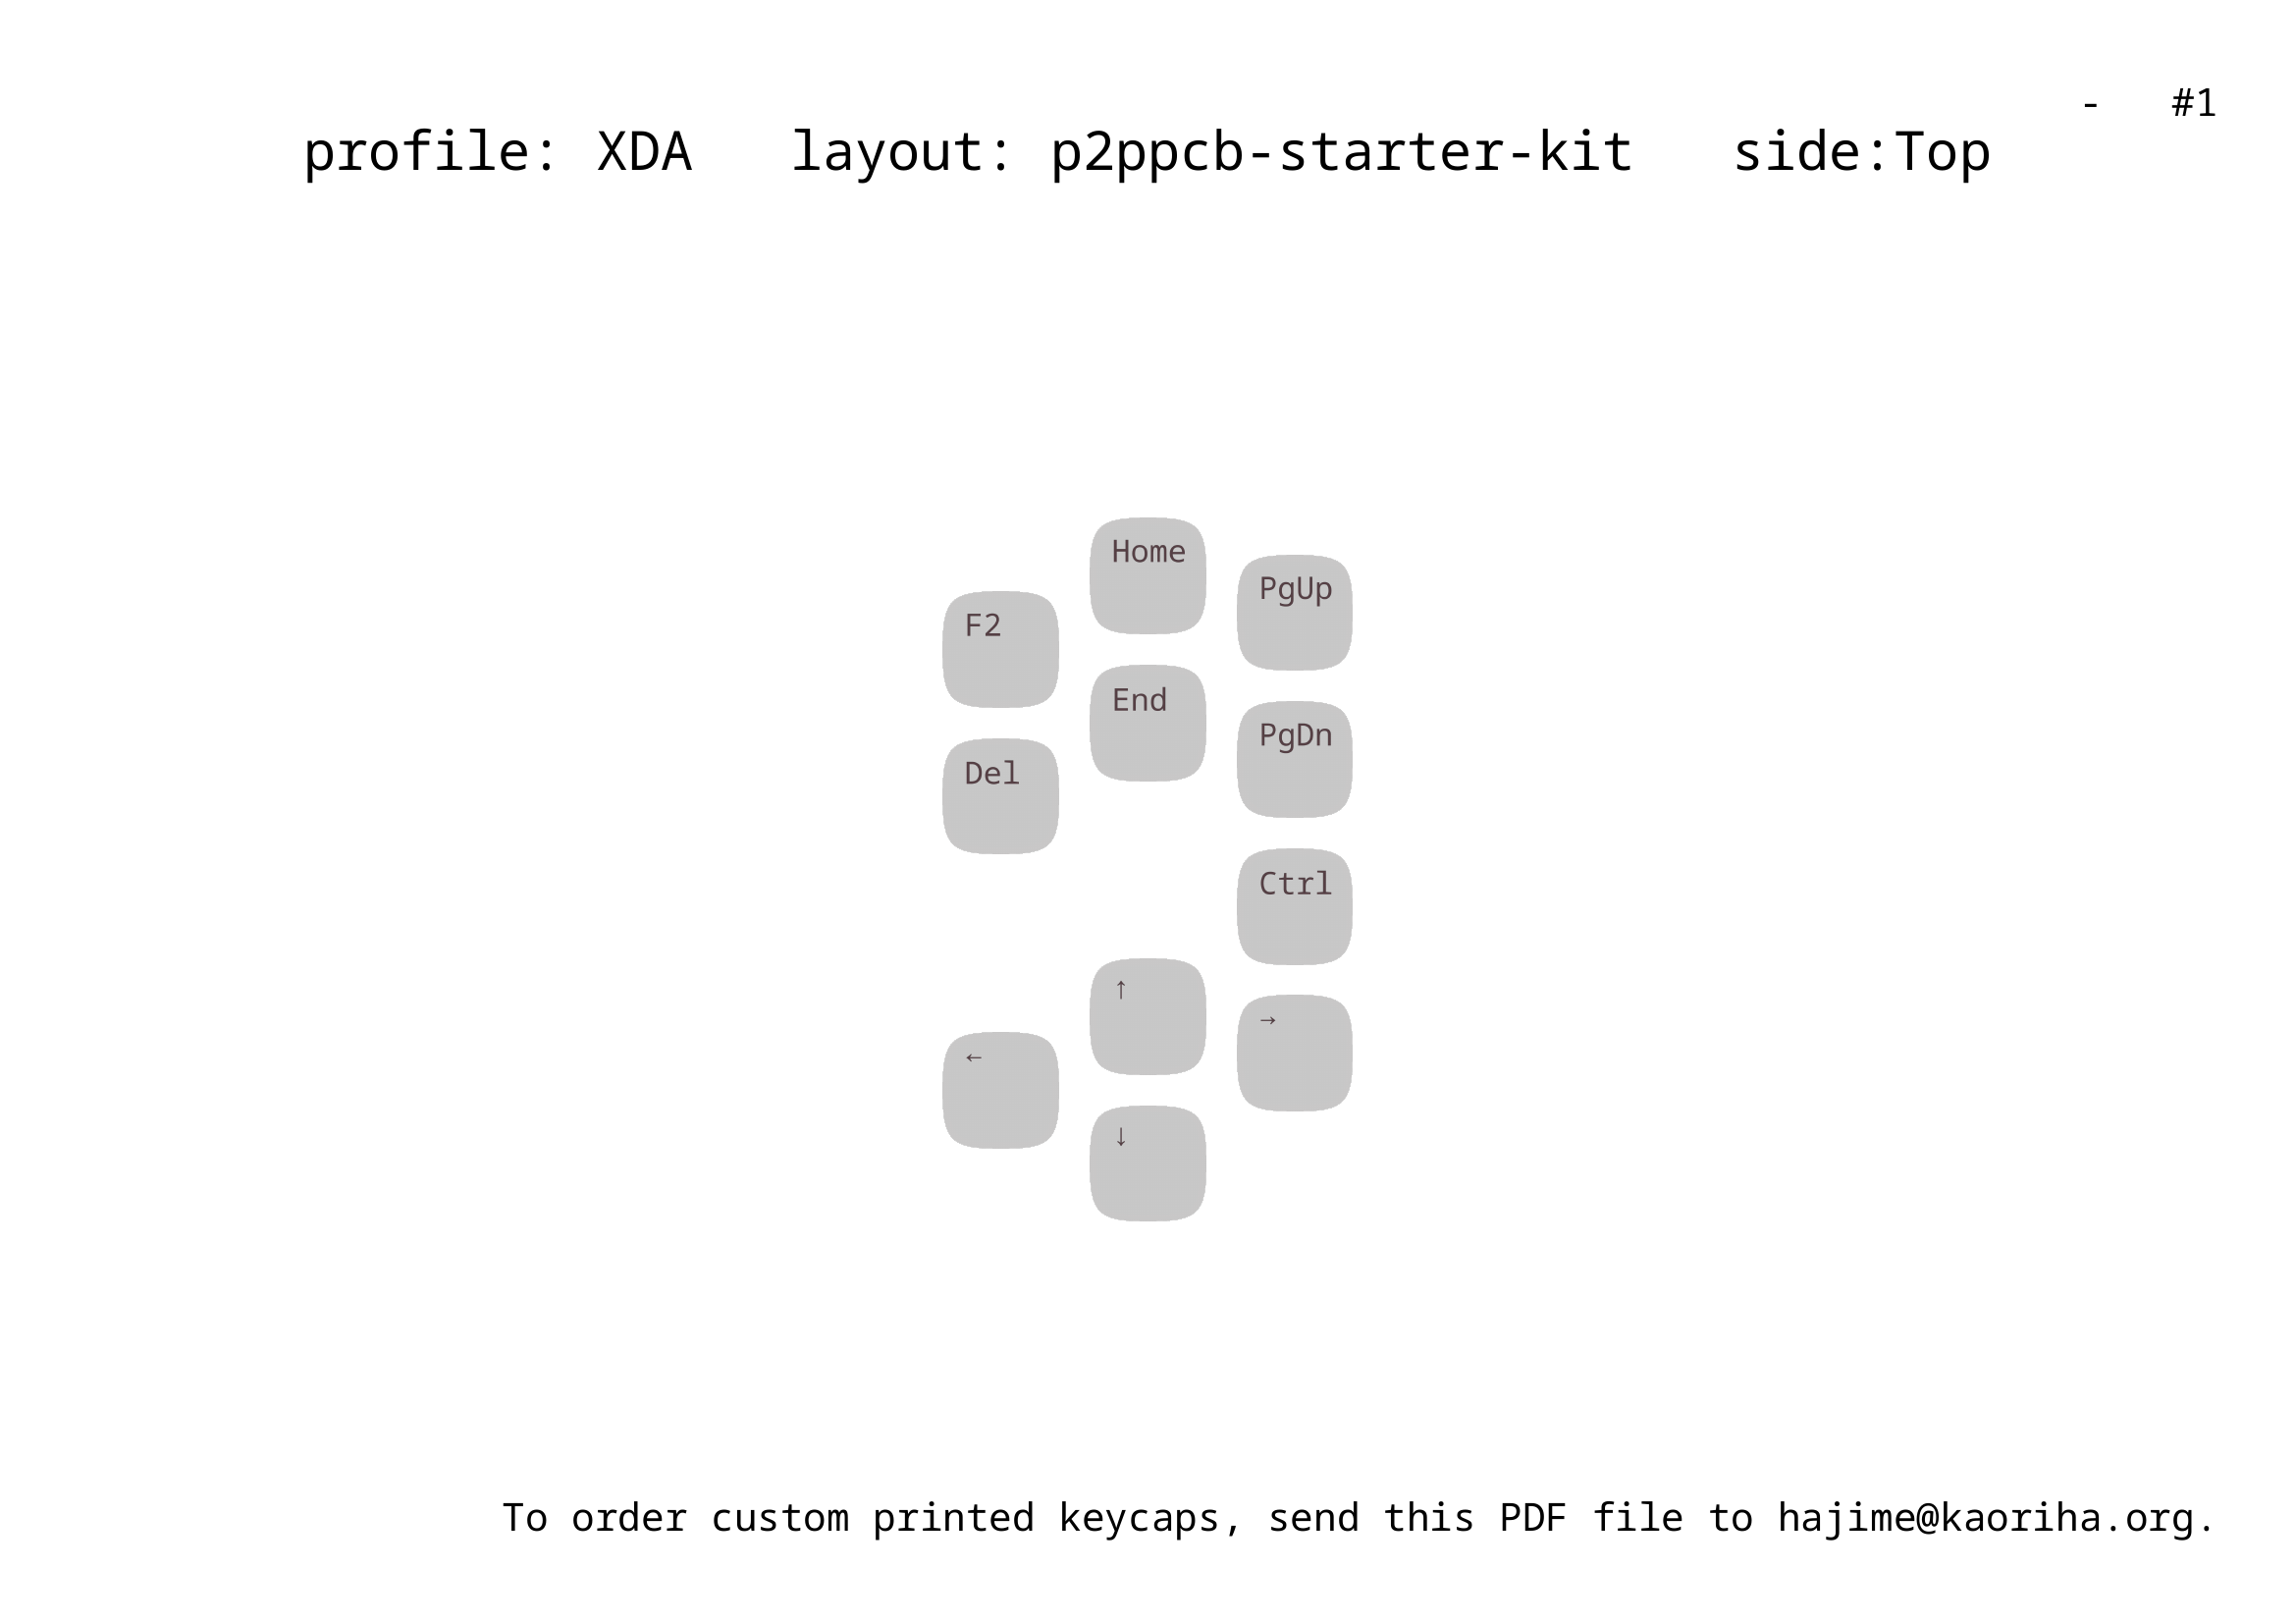 - #1
profile: XDA layout: p2ppcb-starter-kit side:Top
Home
PgUp
F2
End
PgDn
Del
Ctrl
↑
→
←
↓
To order custom printed keycaps, send this PDF file to hajime@kaoriha.org.